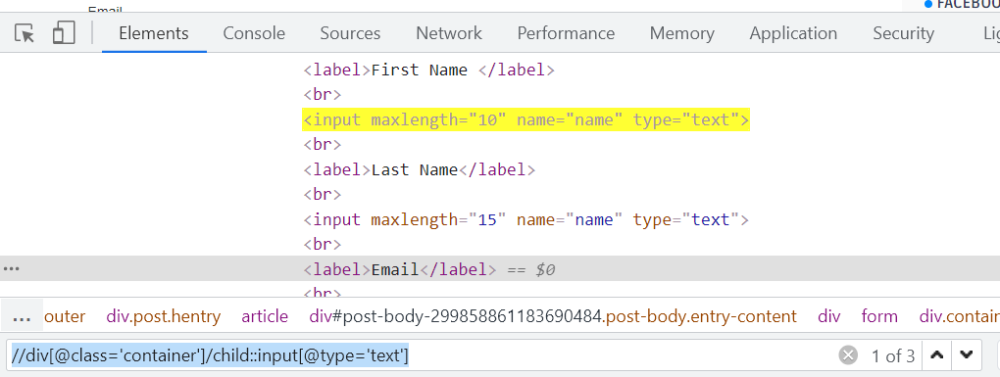 Email
FACEBOO
Elements Console Sources Network Performance Memory Application Security Lig
<label>First Name </label>
<br>
<input maxlength="10" name="name" type="text">
<br>
<label>Last Name</label>
<br>
<input maxlength="15" name="name" type="text">
<br>
... <label>Email</label> == $0
<br>
... outer div.post.hentry article div#post-body-299858861183690484.post-body.entry-content div form div.contain
//div[@class='container']/child::input[@type='text'] 1 of 3